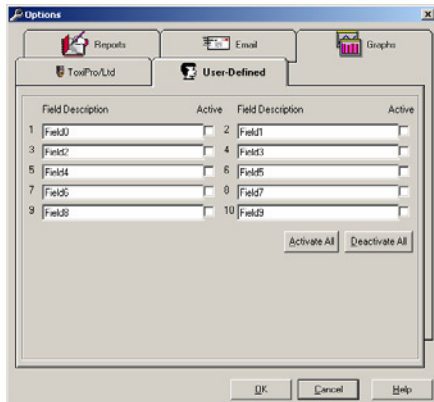 Options
Reports Email Graphs
ToxiPro/Ltd User-Defined
Field Description Active Field Description Active
1 Field0 2 Field1
3 Field2 4 Field3
5 Field4 6 Field5
7 Field6 8 Field7
9 Field8 10 Field9
Activate All Deactivate All
OK Cancel Help